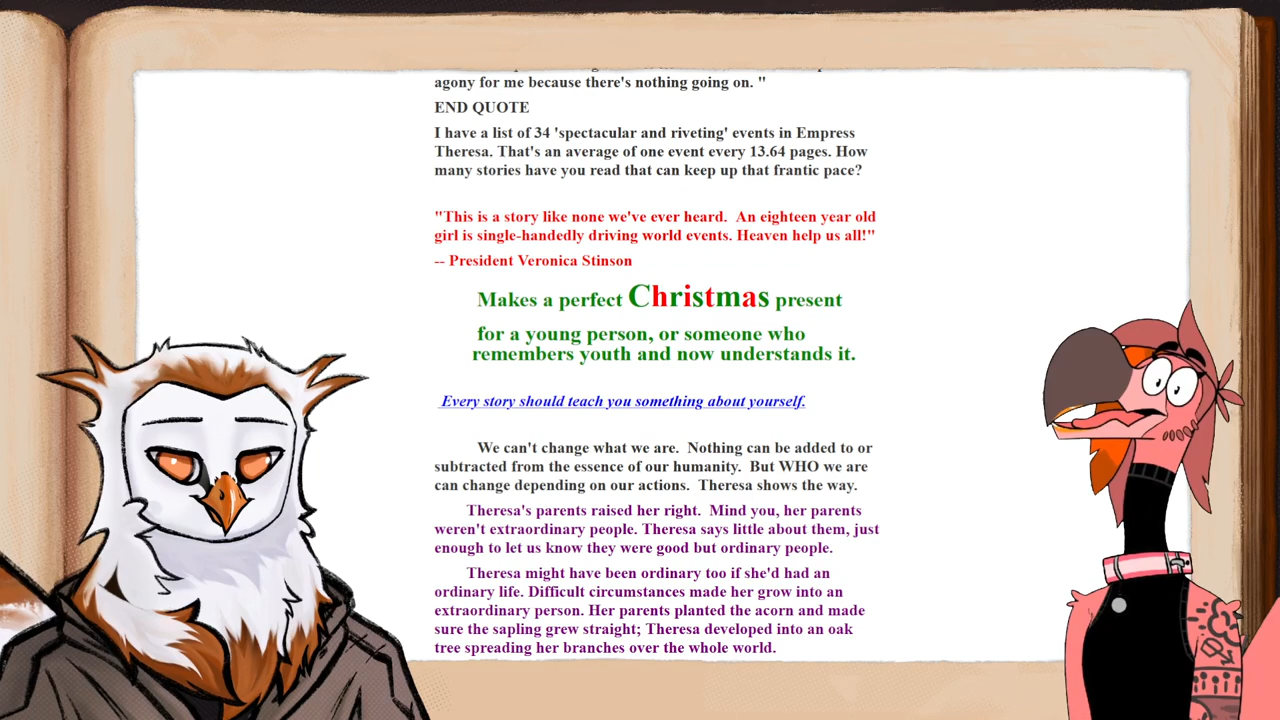 agony for me because there's nothing going on. "
END QUOTE
I have a list of 34 'spectacular and riveting' events in Empress
Theresa. That's an average of one event every 13.64 pages. How
many stories have you read that can keep up that frantic pace?
"This is a story like none we've ever heard.  An eighteen year old
girl is single-handedly driving world events. Heaven help us all!"
-- President Veronica Stinson
Makes a perfect Christmas present
for a young person, or someone who
remembers youth and now understands it.
Every story should teach you something about yourself.
We can't change what we are.  Nothing can be added to or
subtracted from the essence of our humanity.  But WHO we are
can change depending on our actions.  Theresa shows the way.
Theresa's parents raised her right.  Mind you, her parents
weren't extraordinary people. Theresa says little about them, just
enough to let us know they were good but ordinary people.
Theresa might have been ordinary too if she'd had an
ordinary life. Difficult circumstances made her grow into an
extraordinary person. Her parents planted the acorn and made
sure the sapling grew straight; Theresa developed into an oak
tree spreading her branches over the whole world.